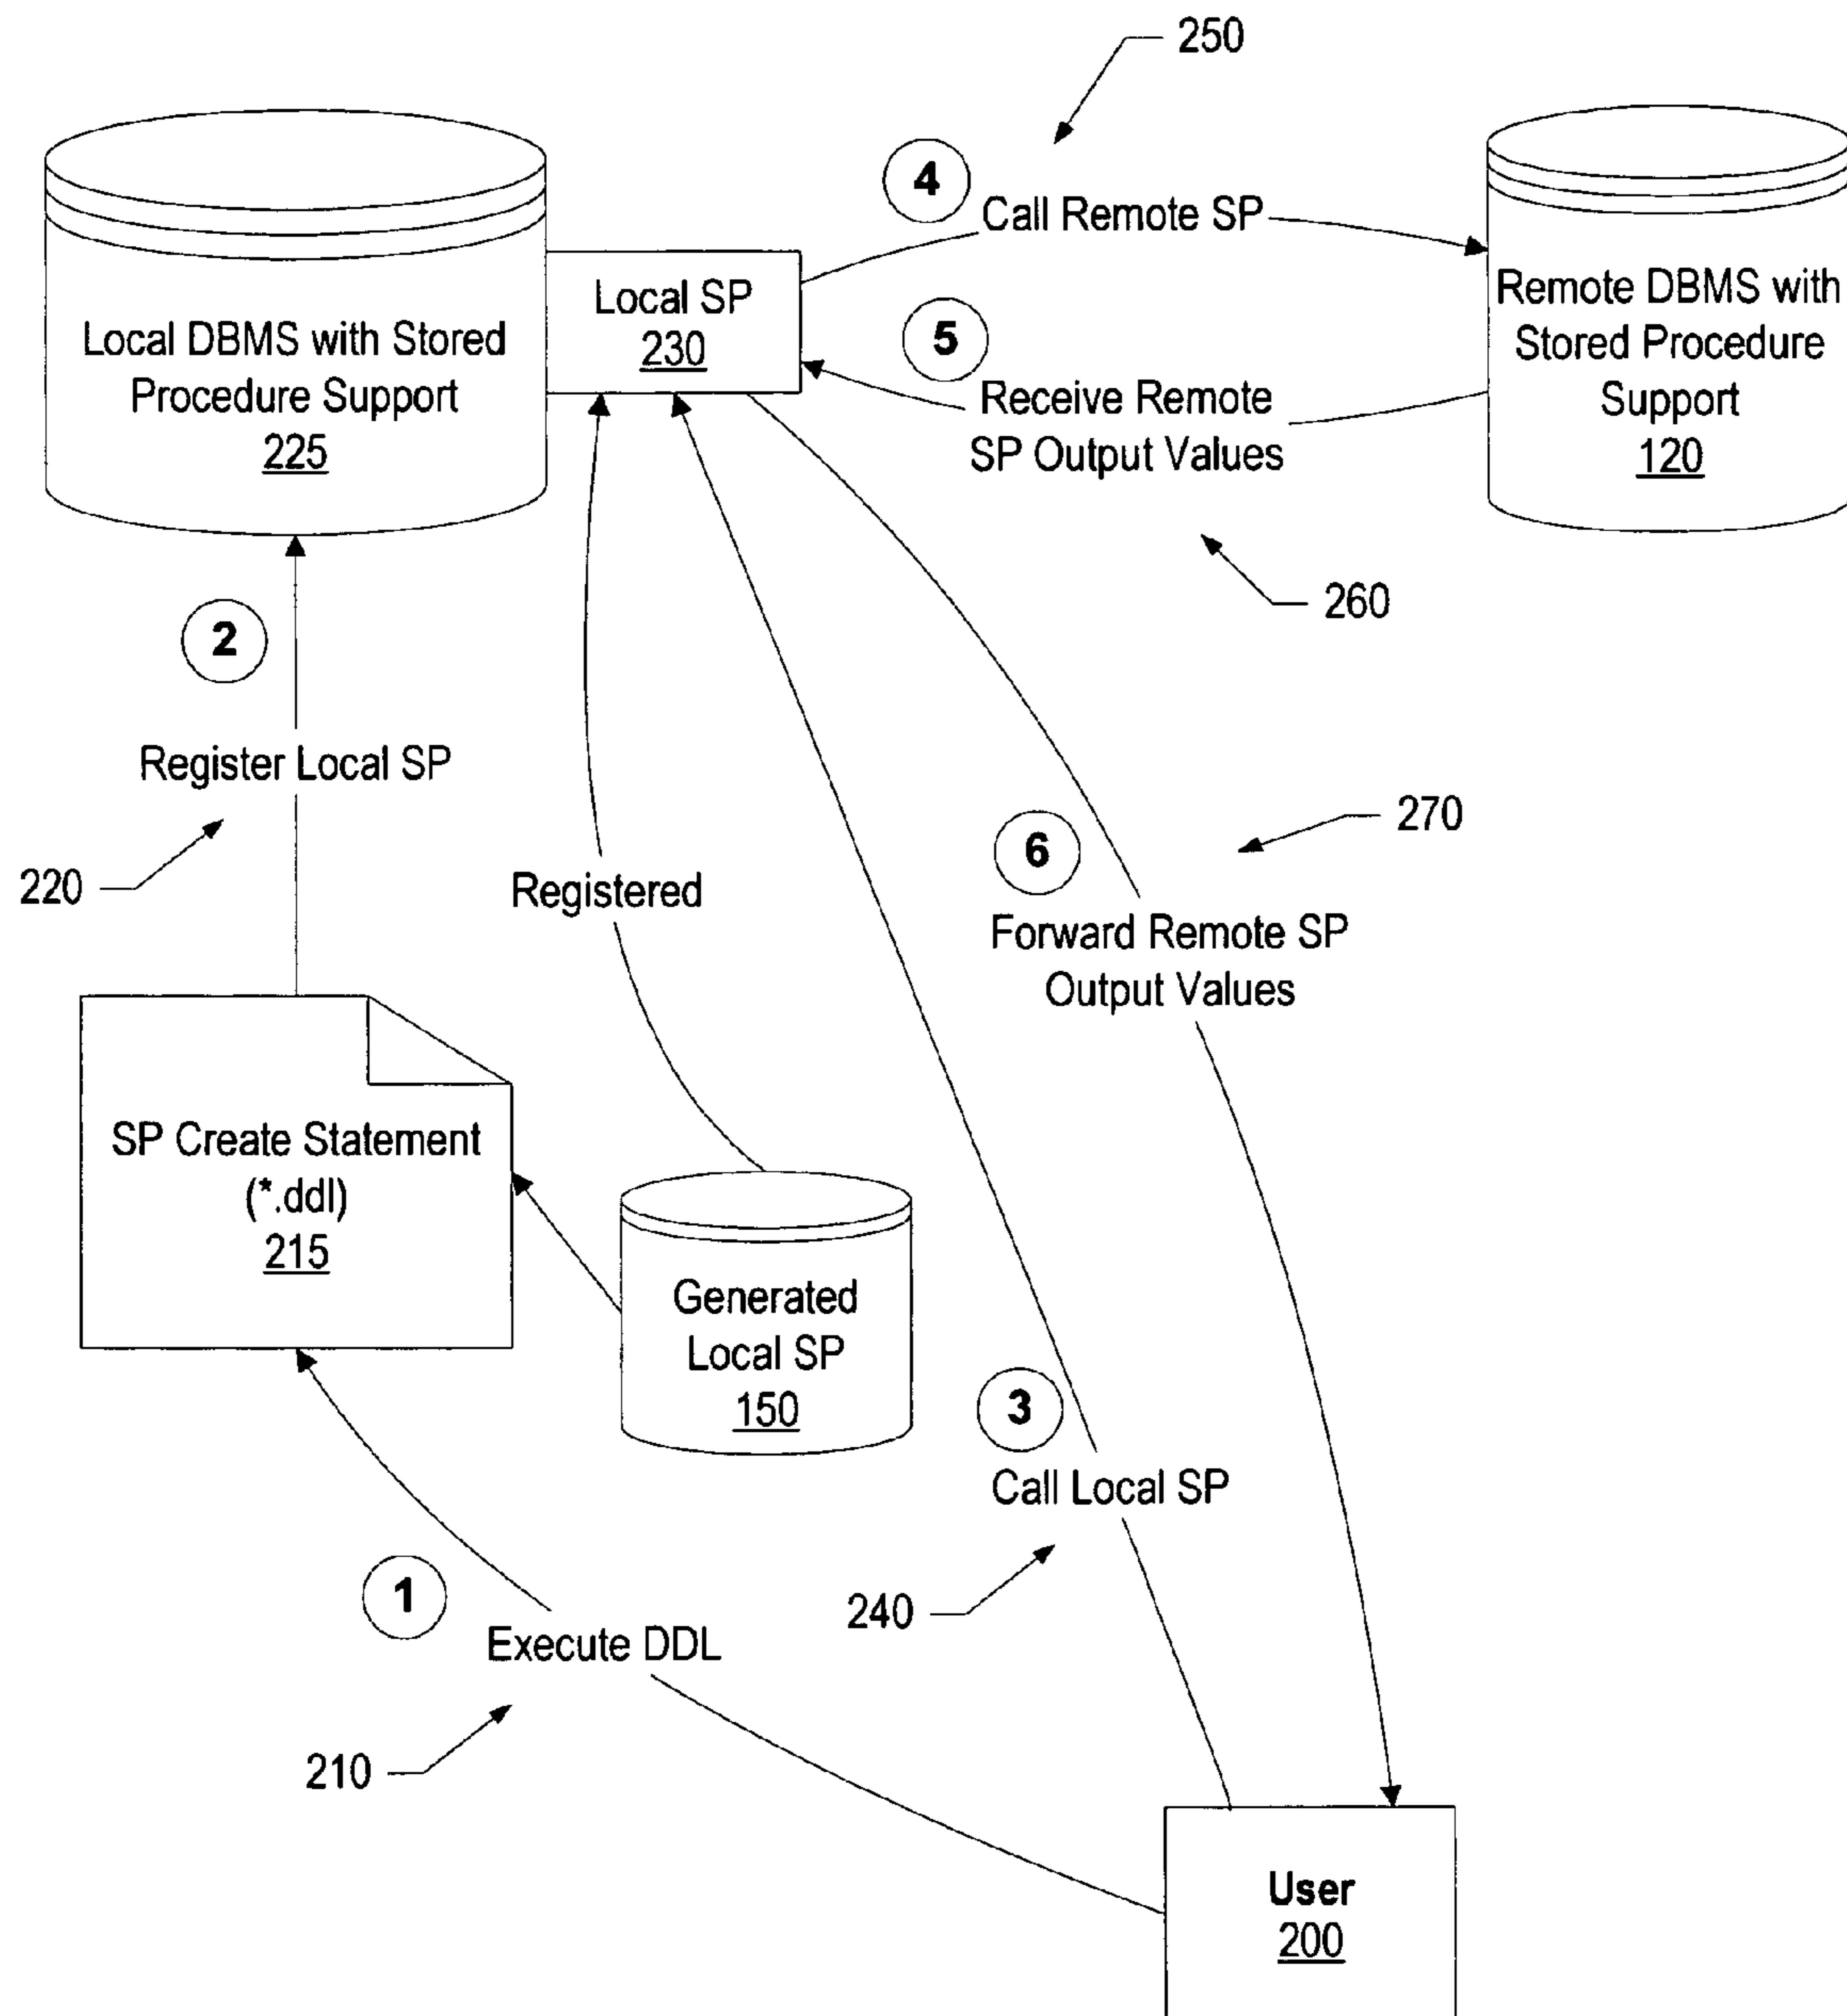 250
4
Call Remote SP
Local DBMS with Stored
Procedure Support
225
Local SP
230
5
Receive Remote
SP Output Values
Remote DBMS with
Stored Procedure
Support
120
260
2
Register Local SP
220
Registered
6
270
Forward Remote SP
Output Values
SP Create Statement
(*.ddl)
215
Generated
Local SP
150
3
Call Local SP
240
1
Execute DDL
210
User
200